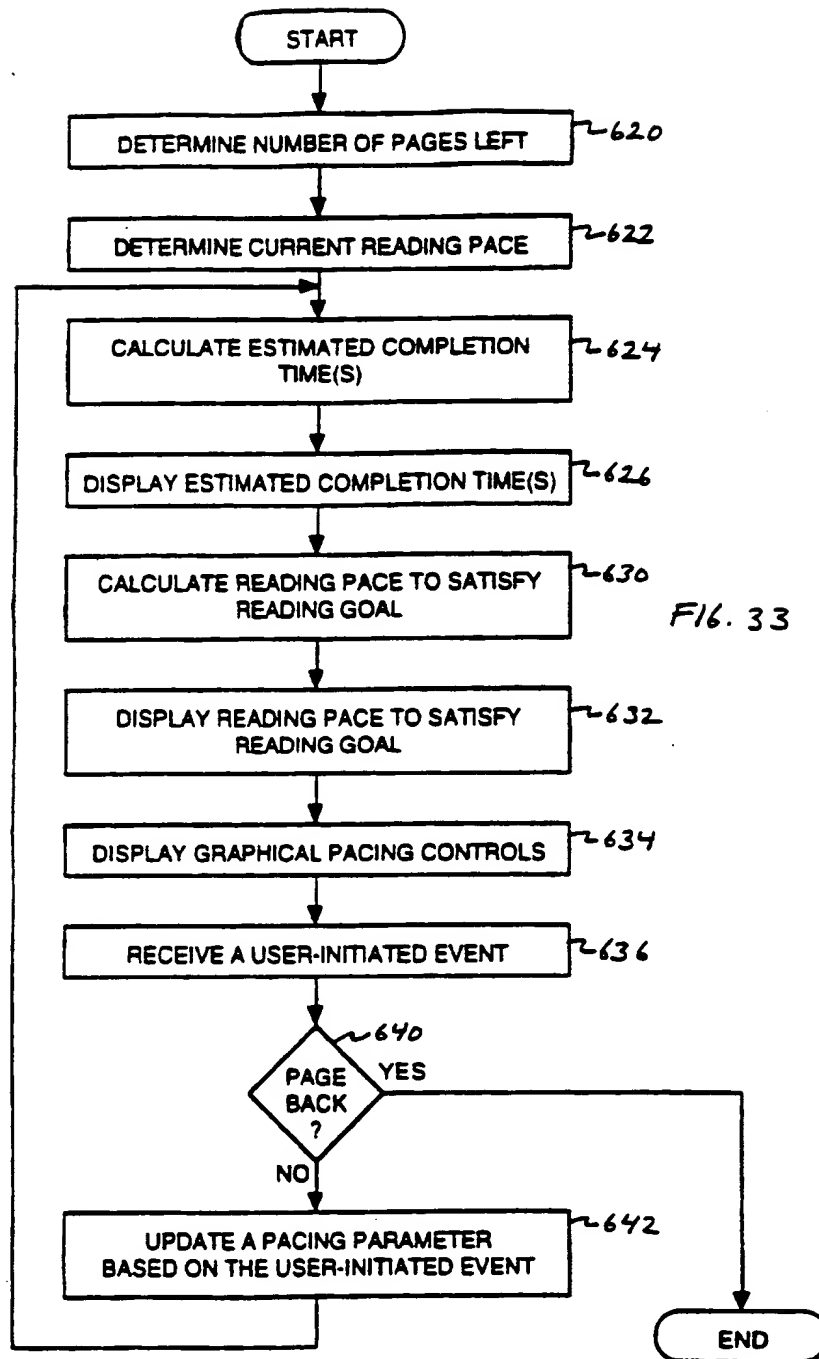 START
DETERMINE NUMBER OF PAGES LEFT
620
DETERMINE CURRENT READING PACE
622
CALCULATE ESTIMATED COMPLETION
TIME(S)
624
DISPLAY ESTIMATED COMPLETION TIME(S)
626
CALCULATE READING PACE TO SATISFY
READING GOAL
630
FIG. 33
DISPLAY READING PACE TO SATISFY
READING GOAL
632
DISPLAY GRAPHICAL PACING CONTROLS
634
RECEIVE A USER-INITIATED EVENT
636
640
PAGE
BACK
?
YES
NO
UPDATE A PACING PARAMETER
BASED ON THE USER-INITIATED EVENT
642
END